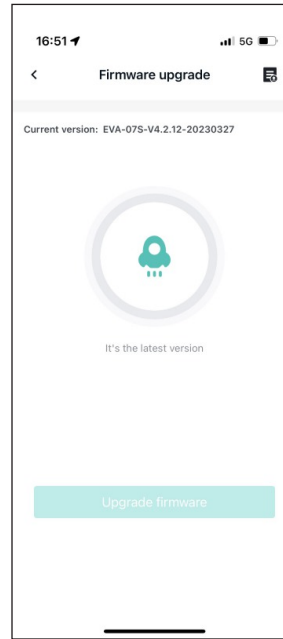 16:51
5G
Firmware upgrade
Current version: EVA-07S-V4.2.12-20230327
It's the latest version
Upgrade firmware